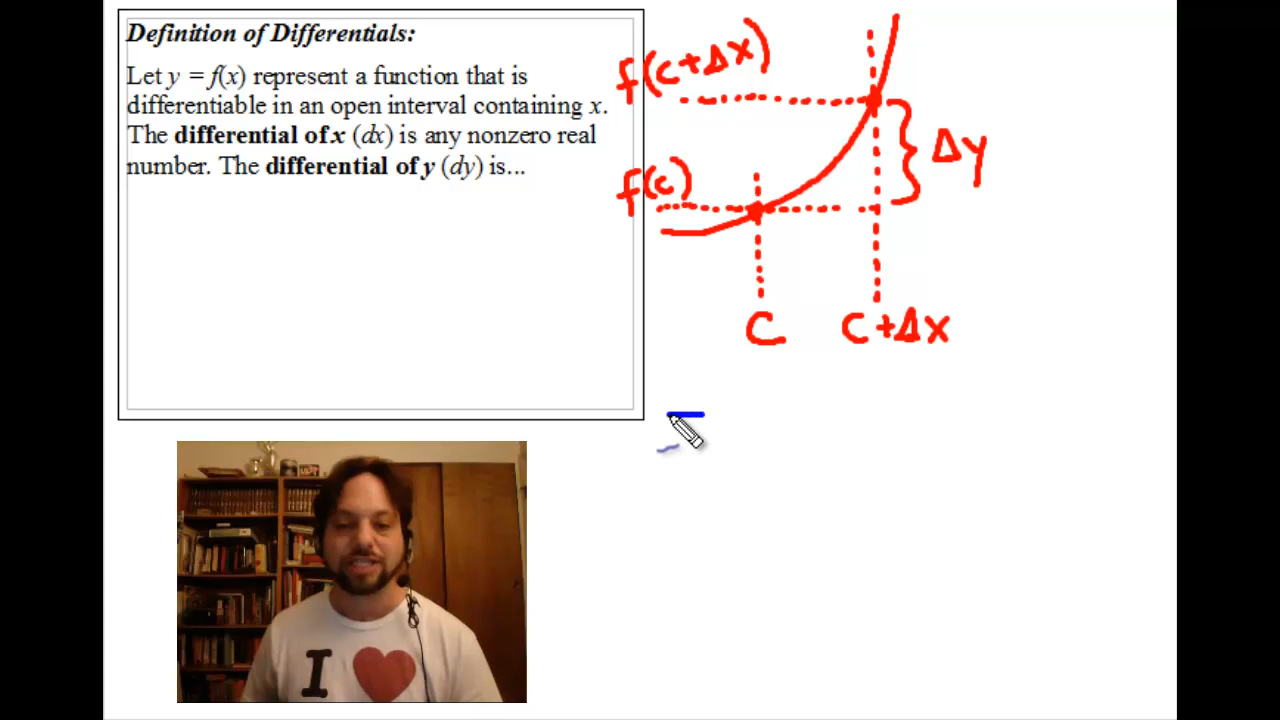 Definition of Differentials:
Let y = f(x) represent a function that is
differentiable in an open interval containing x.
The differential of x (dx) is any nonzero real
number. The differential of y (dy) is...
f(c+Δx)
Δy
f(c)
C
C+Δx
I